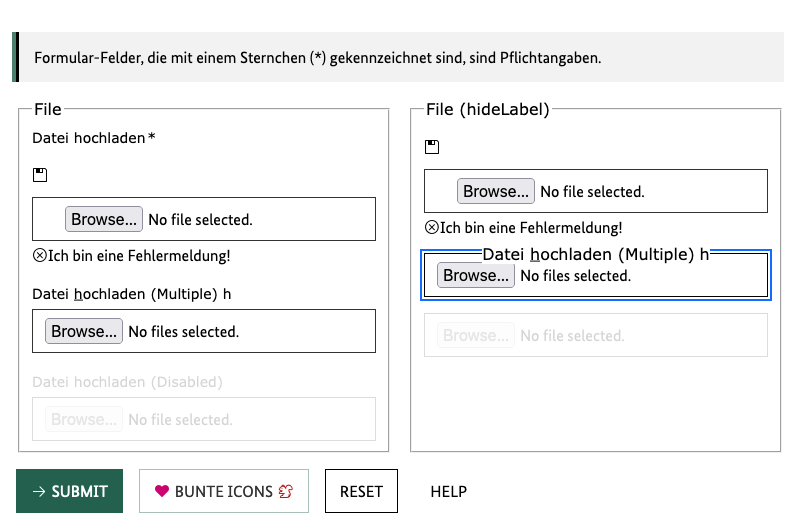 Formular-Felder, die mit einem Sternchen (*) gekennzeichnet sind, sind Pflichtangaben.
File
Datei hochladen*
Browse... No file selected.
Ich bin eine Fehlermeldung!
Datei hochladen (Multiple) h
Browse... No files selected.
Datei hochladen (Disabled)
Browse... No file selected.
File (hideLabel)
Browse... No file selected.
Ich bin eine Fehlermeldung!
Datei hochladen (Multiple) h
Browse... No files selected.
Browse... No file selected.
SUBMIT
BUNTE ICONS
RESET
HELP